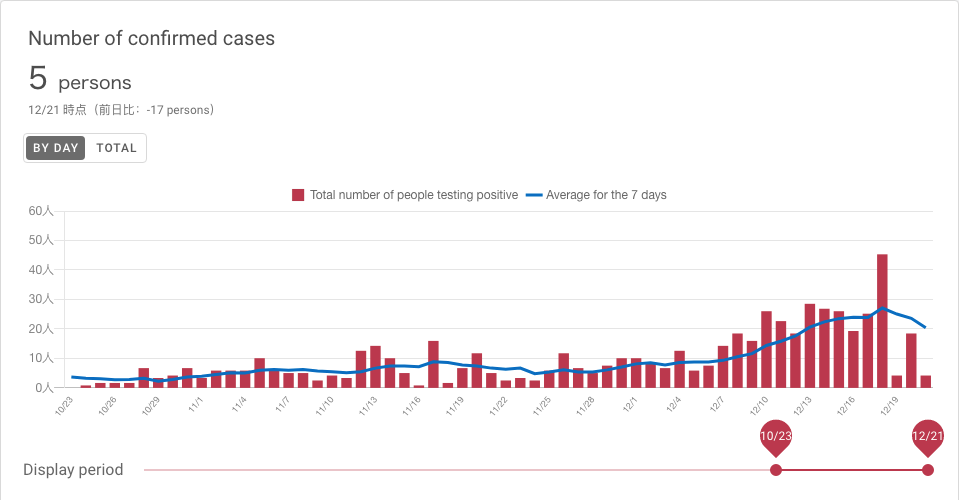 Number of confirmed cases
5 persons
12/21 時点（前日比： -17 persons）
BY DAY TOTAL
Total number of people testing positive Average for the 7 days
60人
50人
40人
30人
20人
10人
0人
10/23 10/26 10/29 11/1 11/4 11/7 11/10 11/13 11/16 11/19 11/22 11/25 11/28 12/1 12/4 12/7 12/10 12/13 12/16 12/19
10/23 12/21
Display period